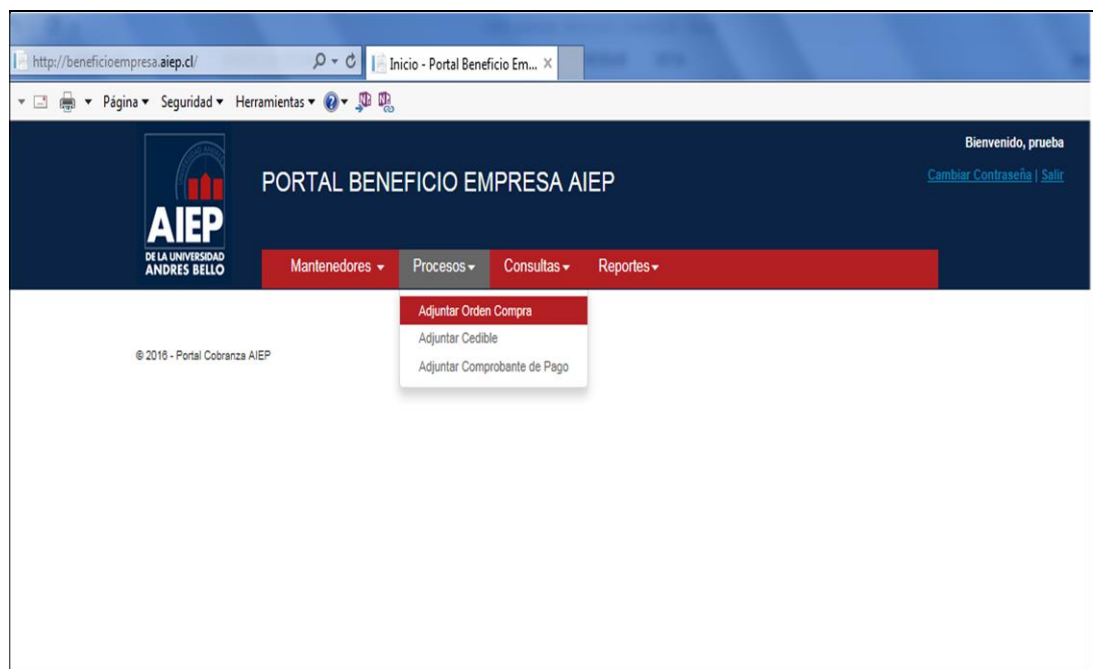 http://beneficioempresa.aiep.cl/
Inicio - Portal Beneficio Em...
Página Seguridad Herramientas
Bienvenido, prueba
Cambiar Contraseña | Salir
PORTAL BENEFICIO EMPRESA AIEP
AIEP
DE LA UNIVERSIDAD
ANDRES BELLO
Mantenedores Procesos Consultas Reportes
Adjuntar Orden Compra
Adjuntar Cedible
Adjuntar Comprobante de Pago
© 2016 - Portal Cobranza AIEP